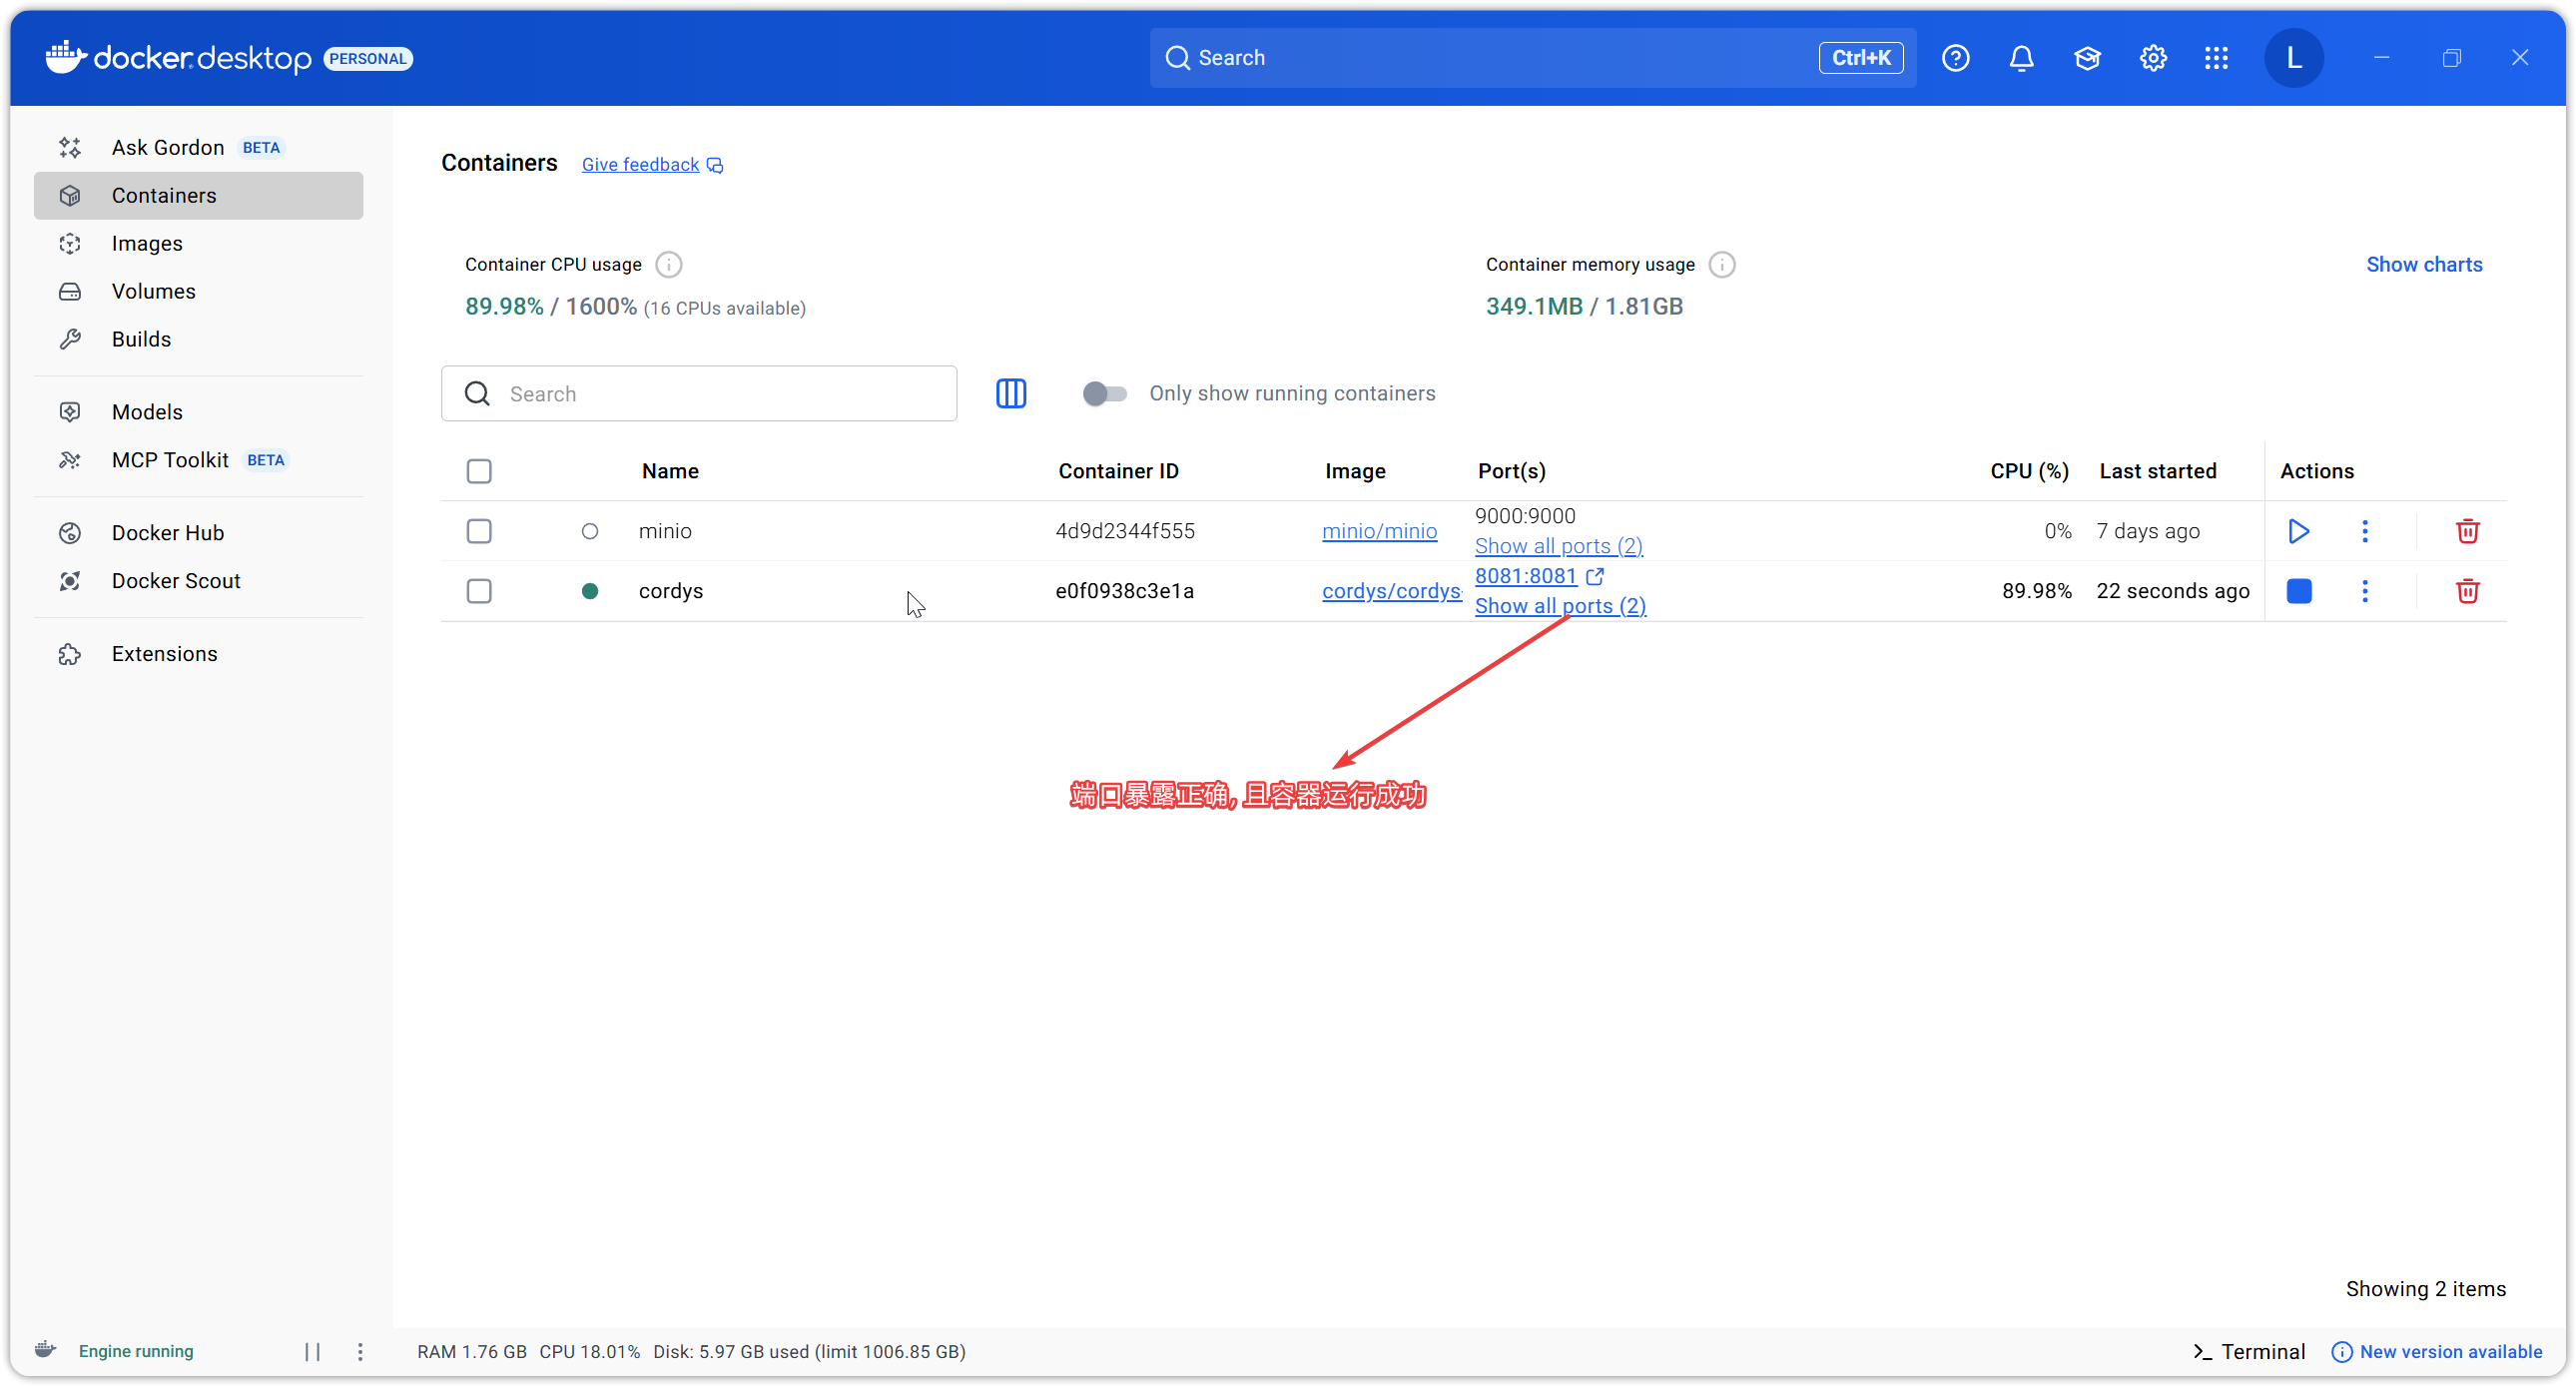 docker desktop PERSONAL
Search Ctrl+K
L
Ask Gordon BETA
Containers
Images
Volumes
Builds
Models
MCP Toolkit BETA
Docker Hub
Docker Scout
Extensions
Containers Give feedback
Container CPU usage
89.98% / 1600% (16 CPUs available)
Container memory usage
349.1MB / 1.81GB
Show charts
Search
Only show running containers
Name Container ID Image Port(s) CPU (%) Last started Actions
minio 4d9d2344f555 minio/minio 9000:9000 0% 7 days ago
Show all ports (2)
cordys e0f0938c3e1a cordys/cordys- 8081:8081 89.98% 22 seconds ago
Show all ports (2)
端口暴露正确, 且容器运行成功
Showing 2 items
Engine running
RAM 1.76 GB CPU 18.01% Disk: 5.97 GB used (limit 1006.85 GB)
Terminal
New version available